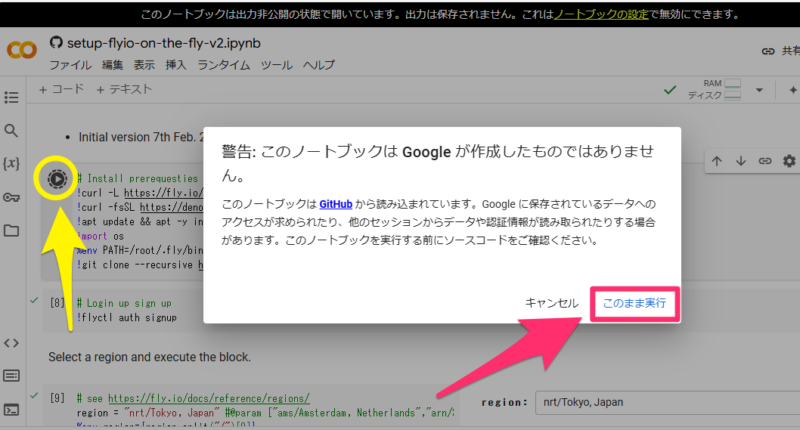 このノートブックは出力非公開の状態で開いています。出力は保存されません。これはノートブックの設定で無効にできます。
setup-flyio-on-the-fly-v2.ipynb
共有
ファイル 編集 表示 挿入 ランタイム ツール ヘルプ
+ コード + テキスト
RAM
ディスク
• Initial version 7th Feb. 2
警告: このノートブックは Google が作成したものではありませ
ん。
このノートブックは GitHub から読み込まれています。Google に保存されているデータへの
アクセスが求められたり、他のセッションからデータや認証情報が読み取られたりする場合
があります。このノートブックを実行する前にソースコードをご確認ください。
キャンセル このまま実行
{x}
# Install prerequesties
!curl -L https://fly.io/
!curl -fsSL https://deno
!apt update && apt -y in
import os
%env PATH=/root/.fly/bin
!git clone --recursive h
[8] # Login up sign up
!flyctl auth signup
Select a region and execute the block.
[9] # see https://fly.io/docs/reference/regions/
region = "nrt/Tokyo, Japan" #@param ["ams/Amsterdam, Netherlands","arn/
%env region={region.split("/")[0]}
region: nrt/Tokyo, Japan